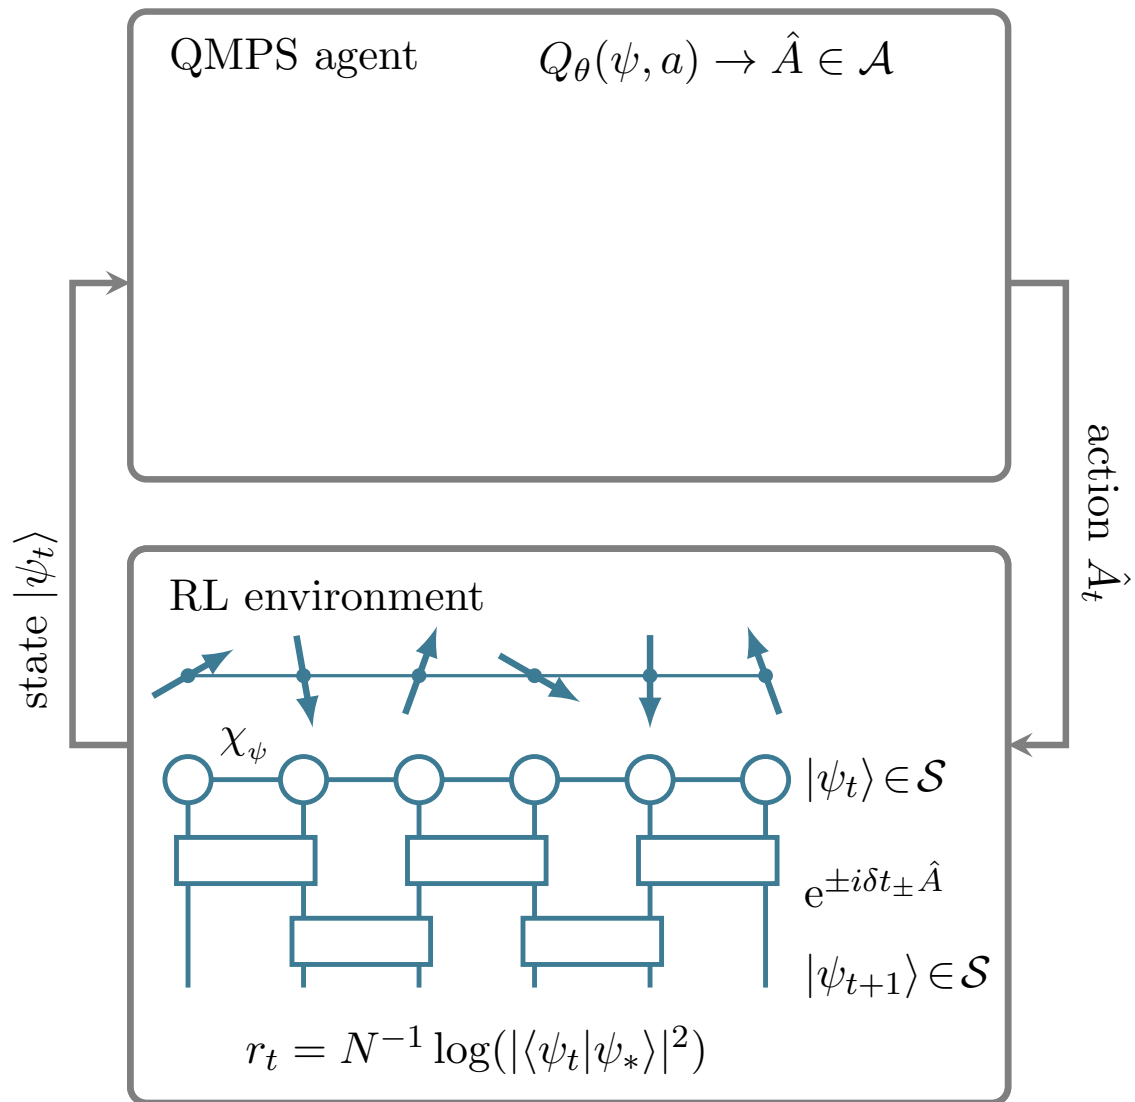 QMPS agent Q_θ(ψ, a) → Â ∈ 𝒜
state |ψ_t⟩
action Â_t
RL environment
χ_ψ
|ψ_t⟩ ∈ 𝒮
e^{±iδt_± Â}
|ψ_{t+1}⟩ ∈ 𝒮
r_t = N^{−1} log(|⟨ψ_t|ψ_*⟩|^2)